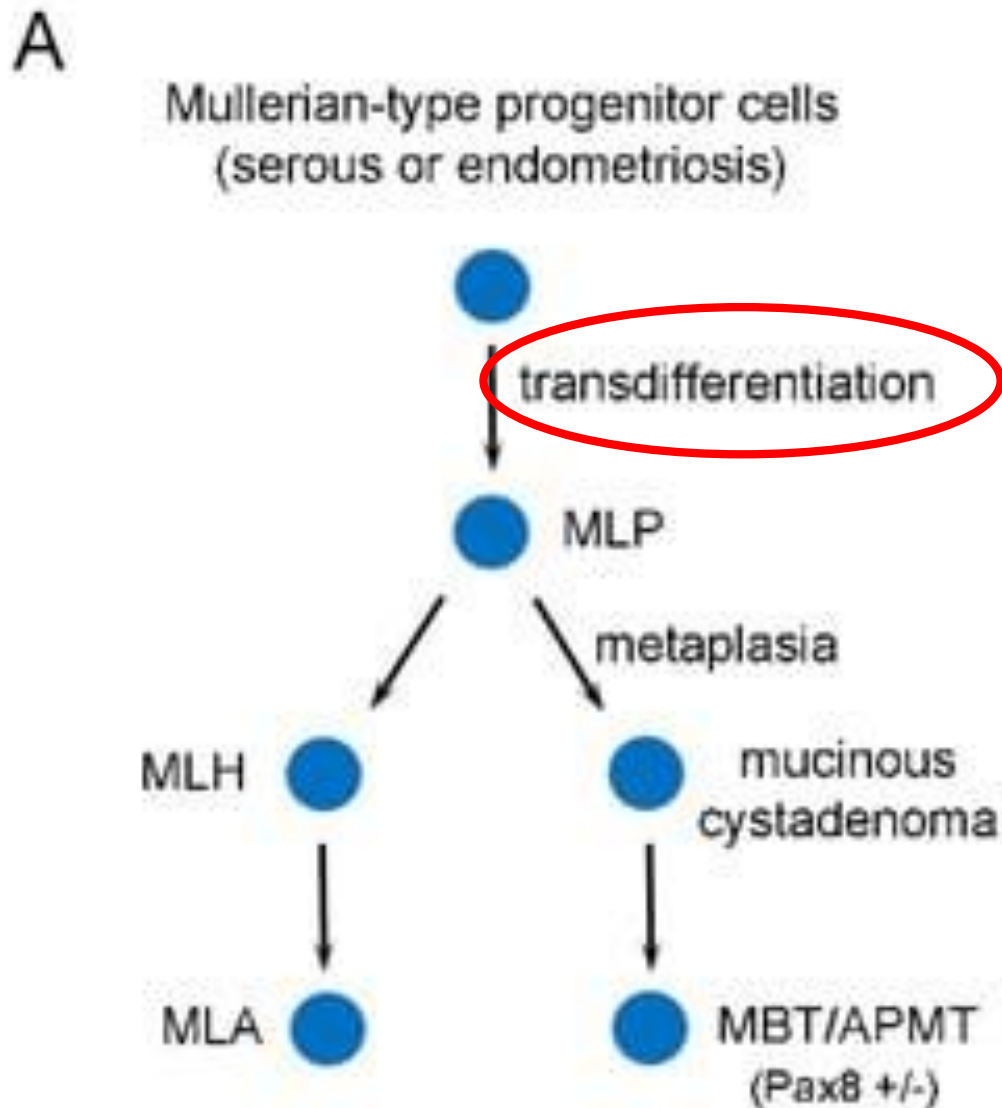 A
Mullerian-type progenitor cells
(serous or endometriosis)
transdifferentiation
MLP
metaplasia
MLH
mucinous
cystadenoma
MLA
MBT/APMT
(Pax8 +/-)